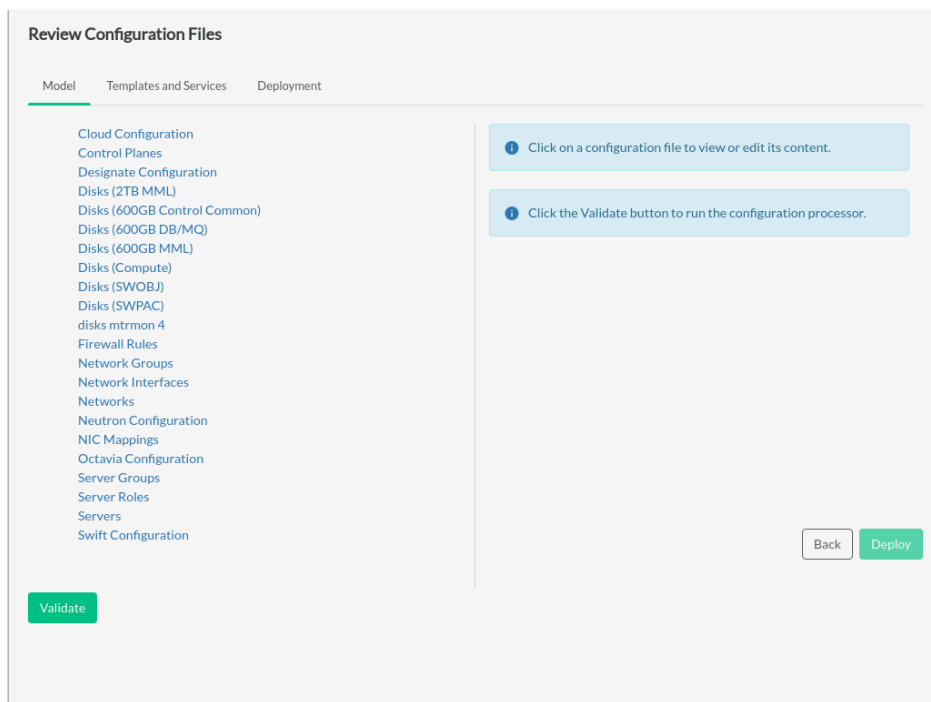 Review Configuration Files
Model Templates and Services Deployment
Cloud Configuration
Control Planes
Designate Configuration
Disks (2TB MML)
Disks (600GB Control Common)
Disks (600GB DB/MQ)
Disks (600GB MML)
Disks (Compute)
Disks (SWOBJ)
Disks (SWPAC)
disks mtrmon 4
Firewall Rules
Network Groups
Network Interfaces
Networks
Neutron Configuration
NIC Mappings
Octavia Configuration
Server Groups
Server Roles
Servers
Swift Configuration
Click on a configuration file to view or edit its content.
Click the Validate button to run the configuration processor.
Back Deploy
Validate